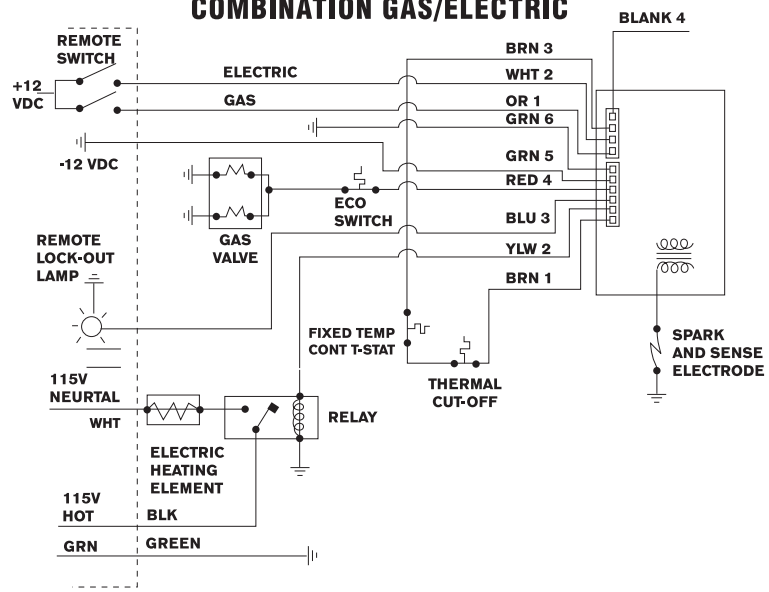 COMBINATION GAS/ELECTRIC
BLANK 4
REMOTE
SWITCH
+12
VDC
ELECTRIC
GAS
-12 VDC
BRN 3
WHT 2
OR 1
GRN 6
GRN 5
RED 4
BLU 3
YLW 2
BRN 1
ECO
SWITCH
GAS
VALVE
REMOTE
LOCK-OUT
LAMP
FIXED TEMP
CONT T-STAT
THERMAL
CUT-OFF
SPARK
AND SENSE
ELECTRODE
115V
NEURTAL
WHT
RELAY
ELECTRIC
HEATING
ELEMENT
115V
HOT
BLK
GRN
GREEN